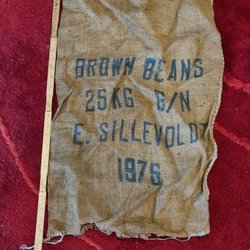 BROWN BEANS
25KG G/N
E. SILLEVOLDT
1975